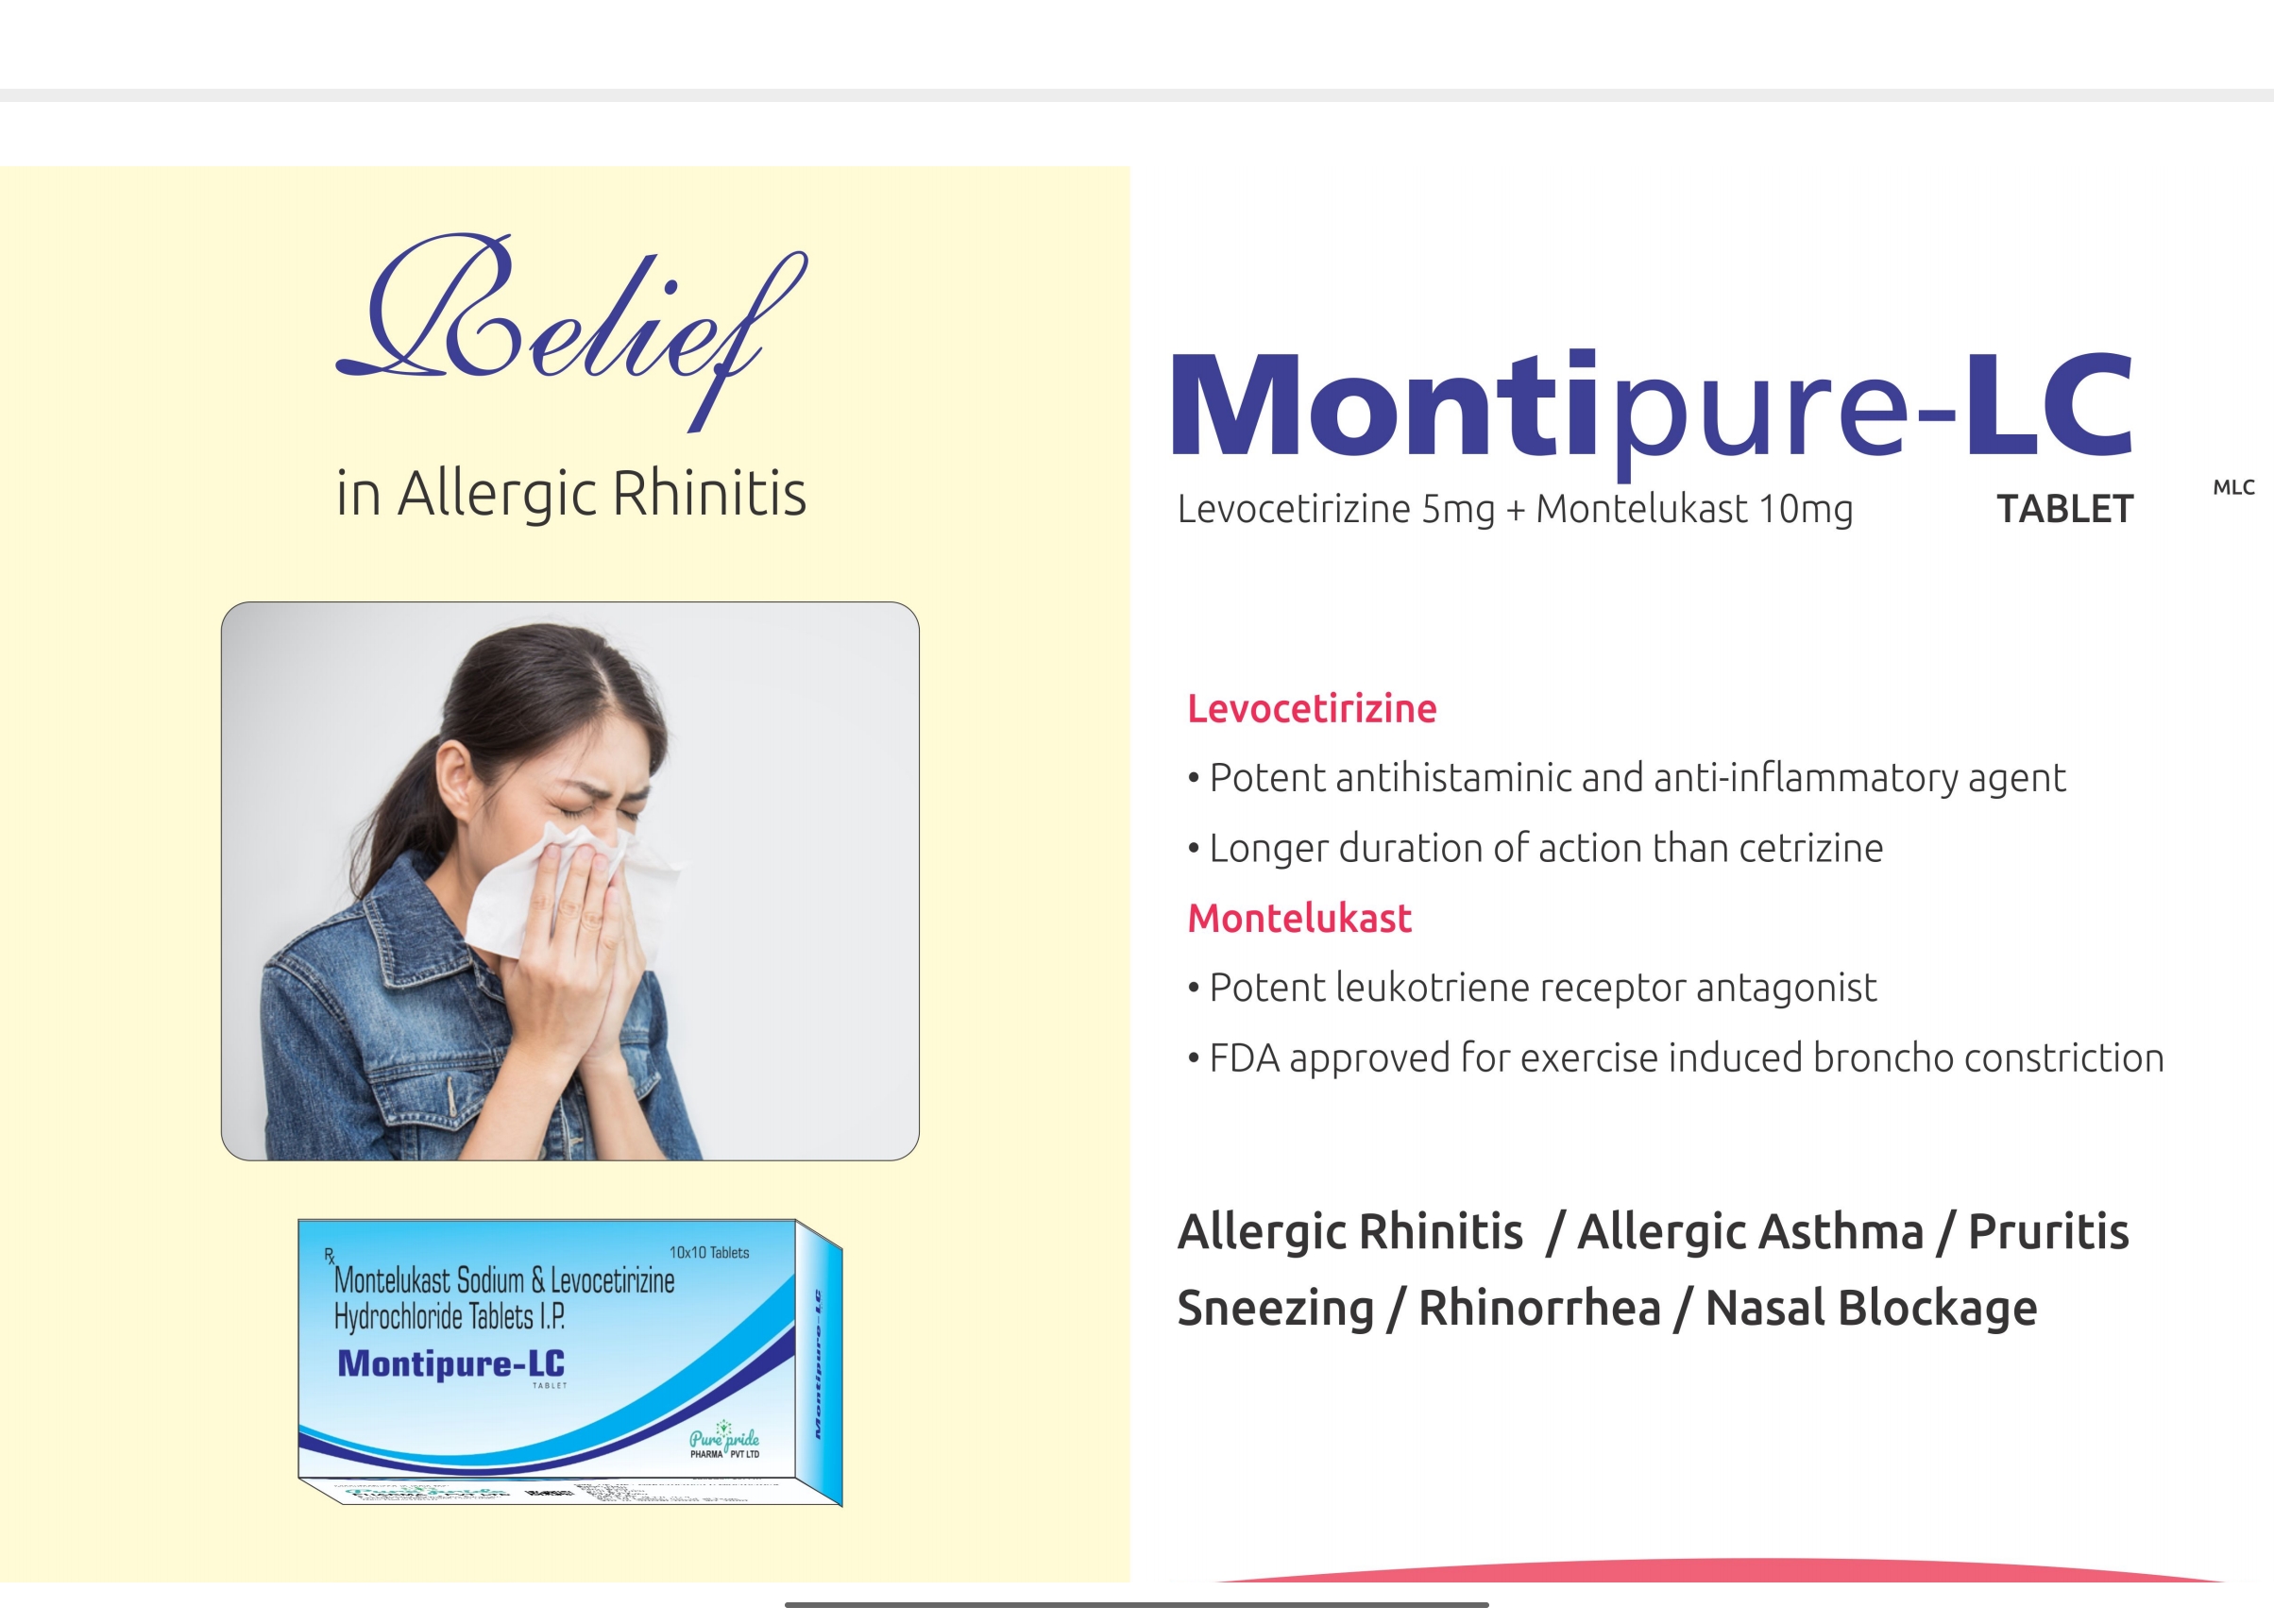 Relief
in Allergic Rhinitis
Rx
10x10 Tablets
Montelukast Sodium & Levocetirizine
Hydrochloride Tablets I.P.
Montipure-LC
TABLET
Pure pride
PHARMA PVT LTD
Montipure-LC
Montipure-LC
Levocetirizine 5mg + Montelukast 10mg TABLET
MLC
Levocetirizine
• Potent antihistaminic and anti-inflammatory agent
• Longer duration of action than cetrizine
Montelukast
• Potent leukotriene receptor antagonist
• FDA approved for exercise induced broncho constriction
Allergic Rhinitis / Allergic Asthma / Pruritis
Sneezing / Rhinorrhea / Nasal Blockage